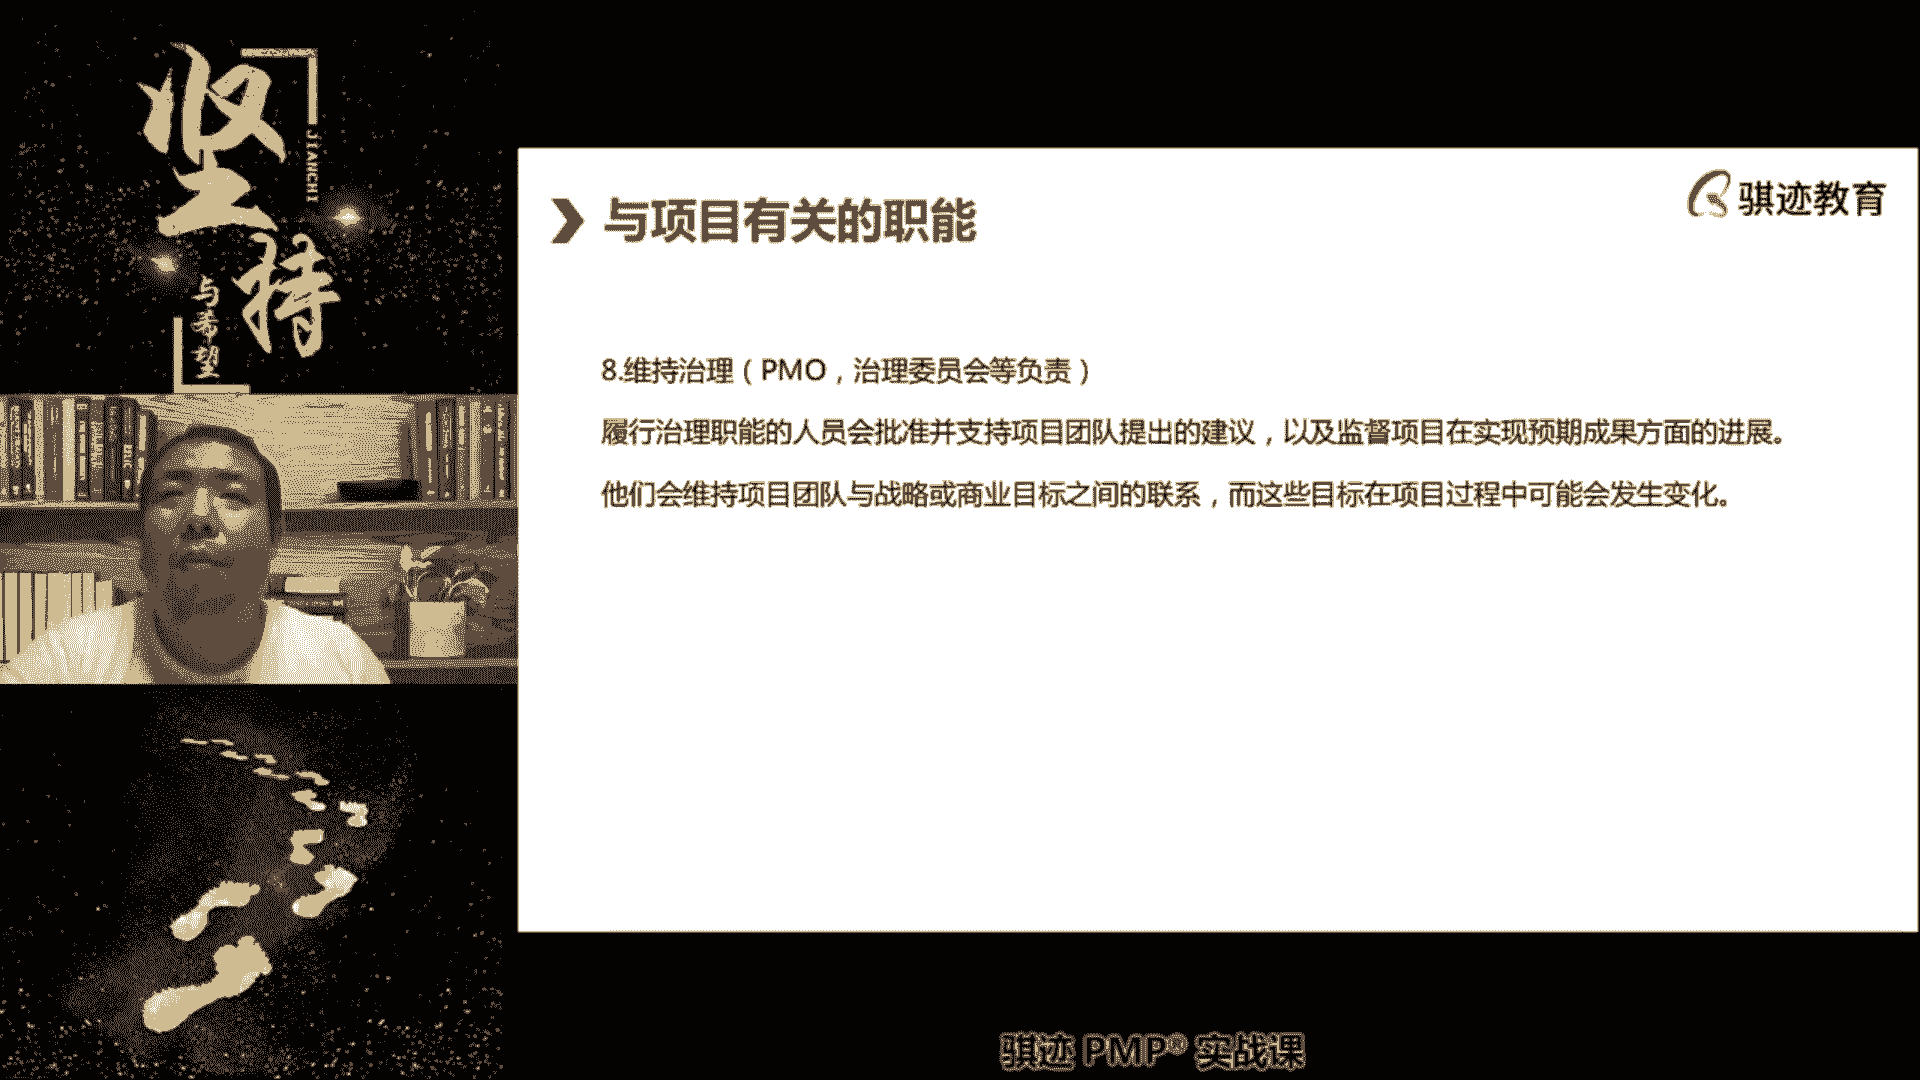 坚持
JIANCHI
与希望
与项目有关的职能
骐迹教育
8.维持治理（PMO，治理委员会等负责）
履行治理职能的人员会批准并支持项目团队提出的建议，以及监督项目在实现预期成果方面的进展。
他们会维持项目团队与战略或商业目标之间的联系，而这些目标在项目过程中可能会发生变化。
骐迹 PMP® 实战课